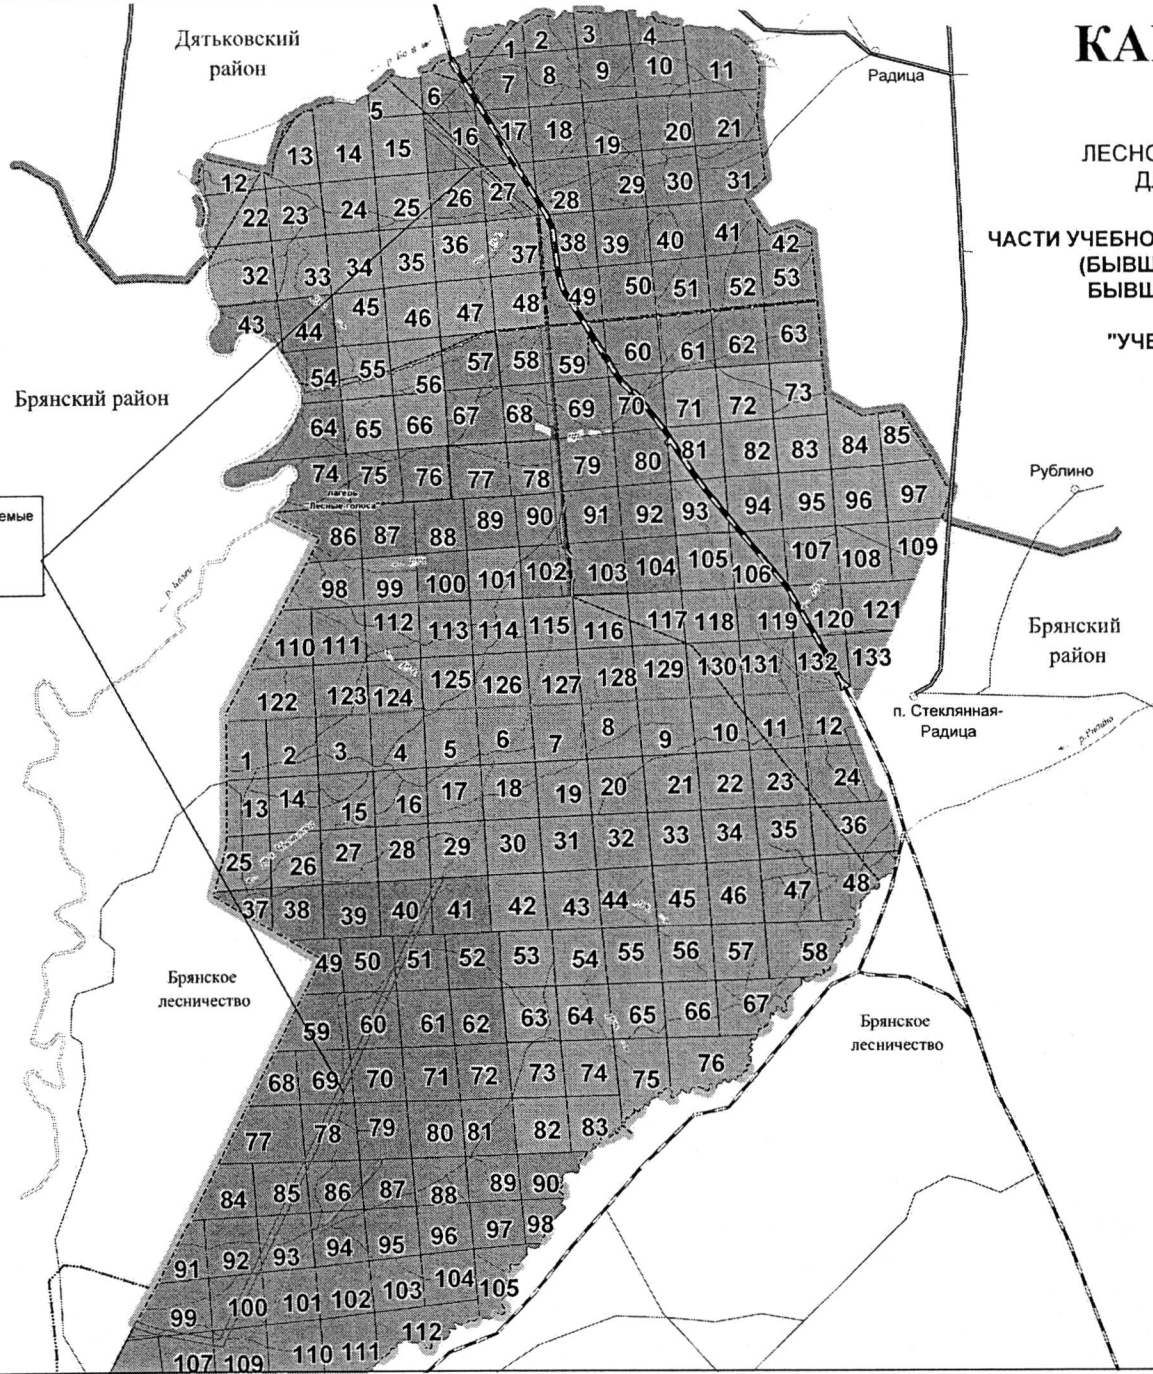 КА
ЛЕСНО
Д
ЧАСТИ УЧЕБНО
(БЫВШ
БЫВШ
"УЧЕ
Дятьковский
район
Радица
1 2 3 4
7 8 9 10 11
5 6
13 14 15 16 17 18 19 20 21
12
22 23 24 25 26 27 28 29 30 31
32 33 34 35 36 37 38 39 40 41 42
43 44 45 46 47 48 49 50 51 52 53
54 55 56 57 58 59 60 61 62 63
Брянский район
64 65 66 67 68 69 70 71 72 73
74 75 76 77 78 79 80 81 82 83 84 85
лагерь
"Лесные голоса"
емые
Рублино
86 87 88 89 90 91 92 93 94 95 96 97
98 99 100 101 102 103 104 105 106 107 108 109
110 111 112 113 114 115 116 117 118 119 120 121
122 123 124 125 126 127 128 129 130 131 132 133
Брянский
район
п. Стеклянная-
Радица
1 2 3 4 5 6 7 8 9 10 11 12
13 14 15 16 17 18 19 20 21 22 23 24
25 26 27 28 29 30 31 32 33 34 35 36
37 38 39 40 41 42 43 44 45 46 47 48
49 50 51 52 53 54 55 56 57 58
Брянское
лесничество
59 60 61 62 63 64 65 66 67
Брянское
лесничество
68 69 70 71 72 73 74 75 76
77 78 79 80 81 82 83
84 85 86 87 88 89 90
91 92 93 94 95 96 97 98
99 100 101 102 103 104 105
107 109 110 111 112